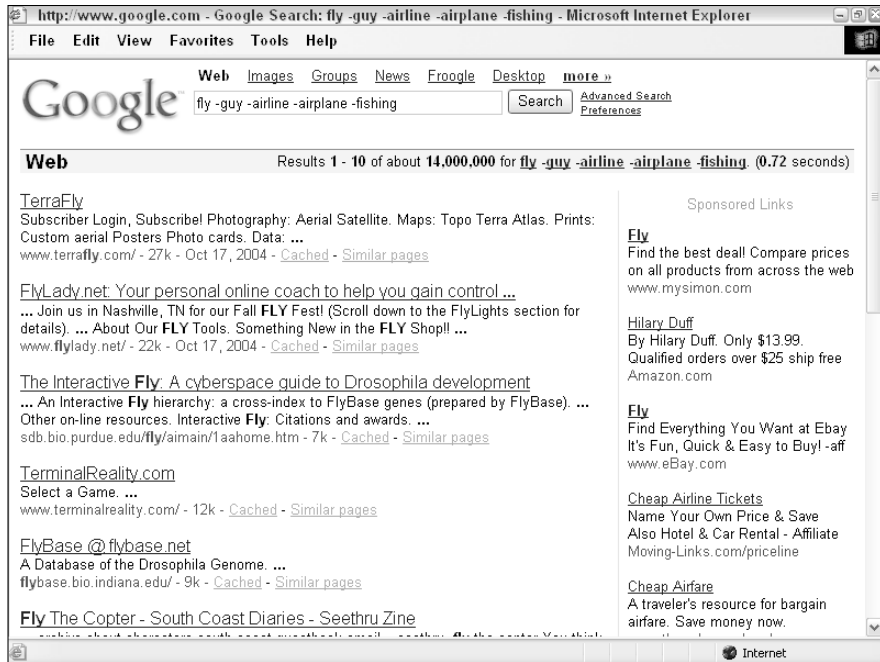 http://www.google.com - Google Search: fly -guy -airline -airplane -fishing - Microsoft Internet Explorer
File Edit View Favorites Tools Help
Google
Web Images Groups News Froogle Desktop more »
fly -guy -airline -airplane -fishing
Search
Advanced Search
Preferences
Web
Results 1 - 10 of about 14,000,000 for fly -guy -airline -airplane -fishing. (0.72 seconds)
TerraFly
Subscriber Login, Subscribe! Photography: Aerial Satellite. Maps: Topo Terra Atlas. Prints:
Custom aerial Posters Photo cards. Data: ...
www.terrafly.com/ - 27k - Oct 17, 2004 - Cached - Similar pages
FlyLady.net: Your personal online coach to help you gain control ...
... Join us in Nashville, TN for our Fall FLY Fest! (Scroll down to the FlyLights section for
details). ... About Our FLY Tools. Something New in the FLY Shop!! ...
www.flylady.net/ - 22k - Oct 17, 2004 - Cached - Similar pages
The Interactive Fly: A cyberspace guide to Drosophila development
... An Interactive Fly hierarchy: a cross-index to FlyBase genes (prepared by FlyBase). ...
Other on-line resources. Interactive Fly: Citations and awards. ...
sdb.bio.purdue.edu/fly/aimain/1aahome.htm - 7k - Cached - Similar pages
TerminalReality.com
Select a Game. ...
www.terminalreality.com/ - 12k - Cached - Similar pages
FlyBase @ flybase.net
A Database of the Drosophila Genome. ...
flybase.bio.indiana.edu/ - 9k - Cached - Similar pages
Fly The Copter - South Coast Diaries - Seethru Zine
Sponsored Links
Fly
Find the best deal! Compare prices
on all products from across the web
www.mysimon.com
Hilary Duff
By Hilary Duff. Only $13.99.
Qualified orders over $25 ship free
Amazon.com
Fly
Find Everything You Want at Ebay
It's Fun, Quick & Easy to Buy! -aff
www.eBay.com
Cheap Airline Tickets
Name Your Own Price & Save
Also Hotel & Car Rental - Affiliate
Moving-Links.com/priceline
Cheap Airfare
A traveler's resource for bargain
airfare. Save money now.
Internet